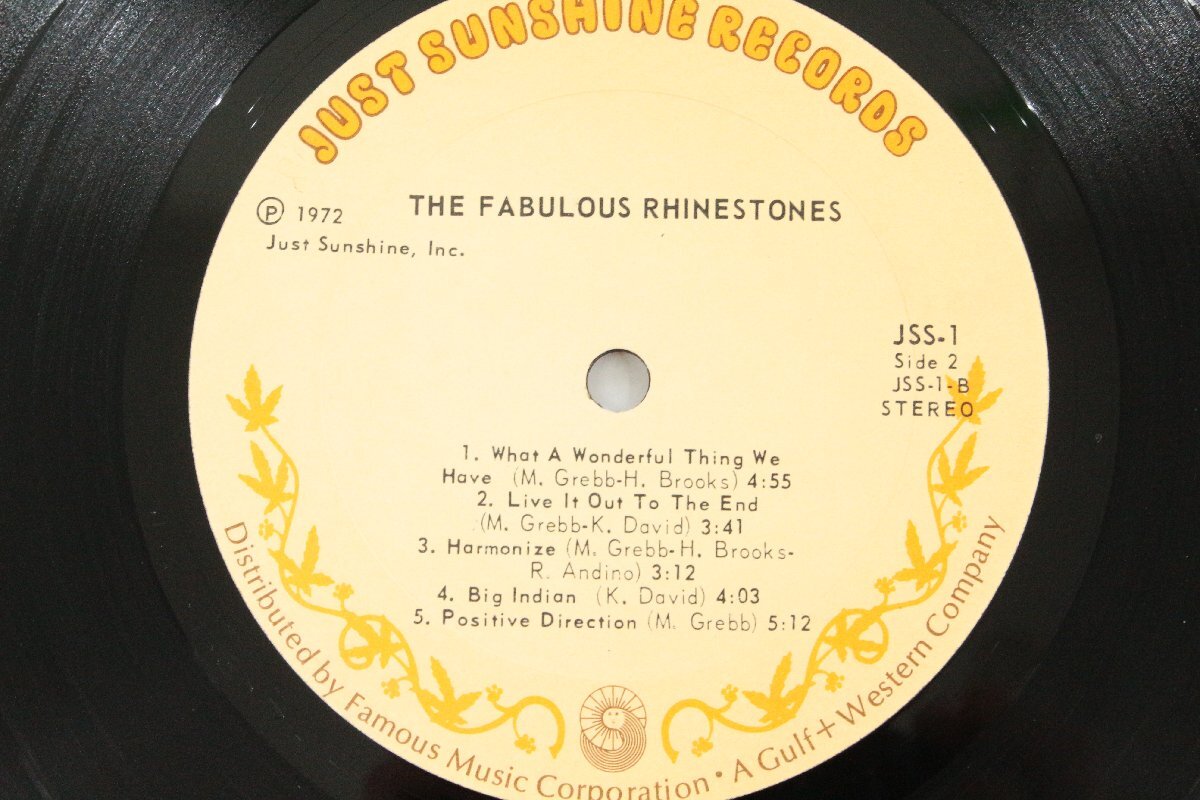 JUST SUNSHINE RECORDS
THE FABULOUS RHINESTONES
Ⓟ 1972
Just Sunshine, Inc.
JSS-1
Side 2
JSS-1-B
STEREO
1. What A Wonderful Thing We
Have (M. Grebb-H. Brooks) 4:55
2. Live It Out To The End
(M. Grebb-K. David) 3:41
3. Harmonize (M. Grebb-H. Brooks-
R. Andino) 3:12
4. Big Indian (K. David) 4:03
5. Positive Direction (M. Grebb) 5:12
Distributed by Famous Music Corporation • A Gulf+Western Company